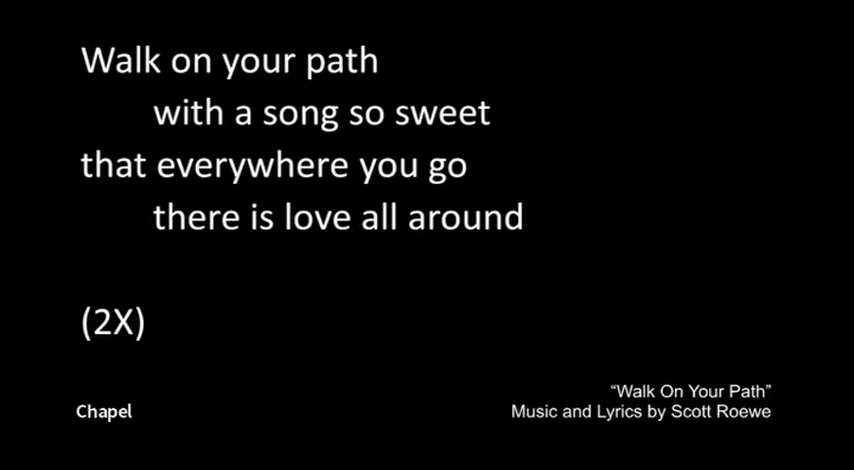 Walk on your path
with a song so sweet
that everywhere you go
there is love all around
(2X)
“Walk On Your Path”
Music and Lyrics by Scott Roewe
Chapel